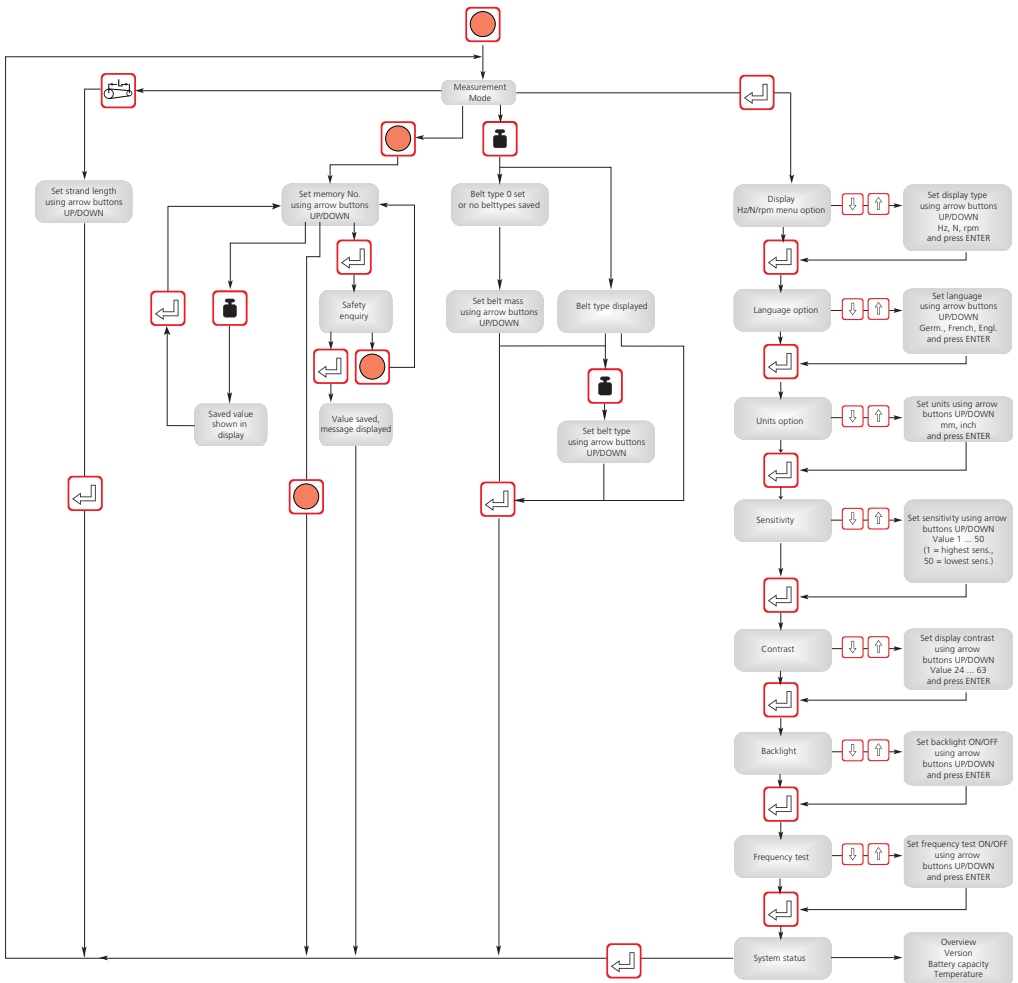 Measurement
Mode
L
Set strand length
using arrow buttons
UP/DOWN
Set memory No.
using arrow buttons
UP/DOWN
Belt type 0 set
or no belttypes saved
Display
Hz/N/rpm menu option
Set display type
using arrow buttons
UP/DOWN
Hz, N, rpm
and press ENTER
Safety
enquiry
Set belt mass
using arrow buttons
UP/DOWN
Belt type displayed
Language option
Set language
using arrow buttons
UP/DOWN
Germ., French, Engl.
and press ENTER
Saved value
shown in
display
Value saved,
message displayed
Set belt type
using arrow buttons
UP/DOWN
Units option
Set units using arrow
buttons UP/DOWN
mm, inch
and press ENTER
Sensitivity
Set sensitivity using arrow
buttons UP/DOWN
Value 1 ... 50
(1 = highest sens.,
50 = lowest sens.)
Contrast
Set display contrast
using arrow
buttons UP/DOWN
Value 24 ... 63
and press ENTER
Backlight
Set backlight ON/OFF
using arrow
buttons UP/DOWN
and press ENTER
Frequency test
Set frequency test ON/OFF
using arrow
buttons UP/DOWN
and press ENTER
System status
Overview
Version
Battery capacity
Temperature